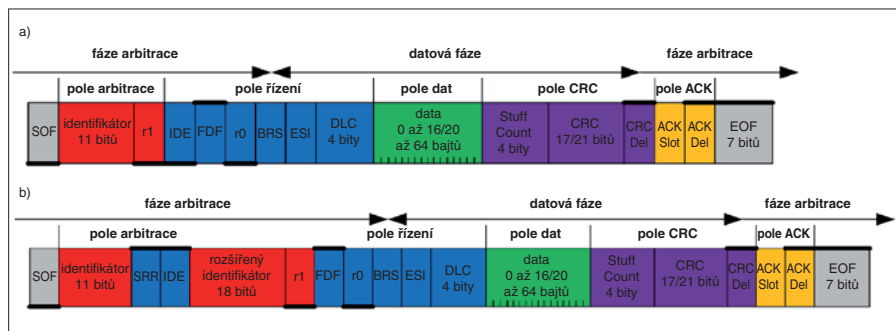 a)
fáze arbitrace datová fáze fáze arbitrace
pole arbitrace pole řízení pole dat pole CRC pole ACK
SOF
identifikátor
11 bitů
r1
IDE
FDF
r0
BRS
ESI
DLC
4 bity
data
0 až 16/20
až 64 bajtů
Stuff
Count
4 bity
CRC
17/21 bitů
CRC
Del
ACK
Slot
ACK
Del
EOF
7 bitů
b)
fáze arbitrace datová fáze fáze arbitrace
pole arbitrace pole řízení pole dat pole CRC pole ACK
SOF
identifikátor
11 bitů
SRR
IDE
rozšířený
identifikátor
18 bitů
r1
FDF
r0
BRS
ESI
DLC
4 bity
data
0 až 16/20
až 64 bajtů
Stuff
Count
4 bity
CRC
17/21 bitů
CRC
Del
ACK
Slot
ACK
Del
EOF
7 bitů